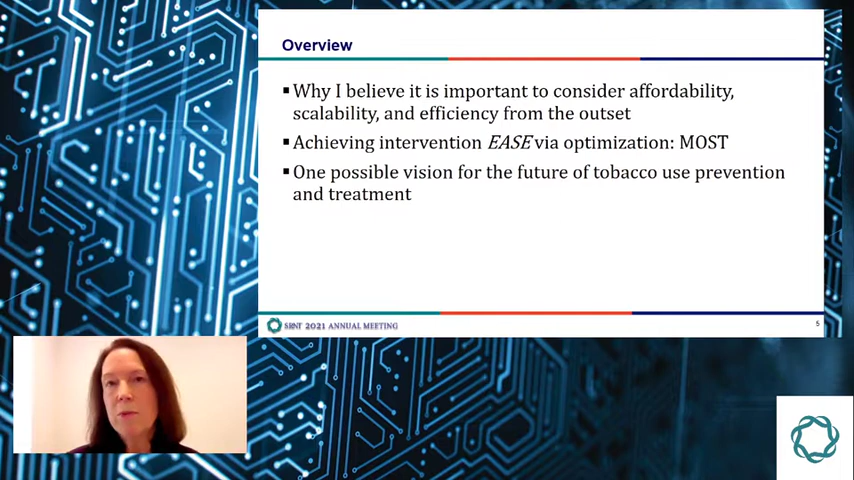 Overview
▪ Why I believe it is important to consider affordability,
scalability, and efficiency from the outset
▪ Achieving intervention EASE via optimization: MOST
▪ One possible vision for the future of tobacco use prevention
and treatment
SRNT 2021 ANNUAL MEETING
5